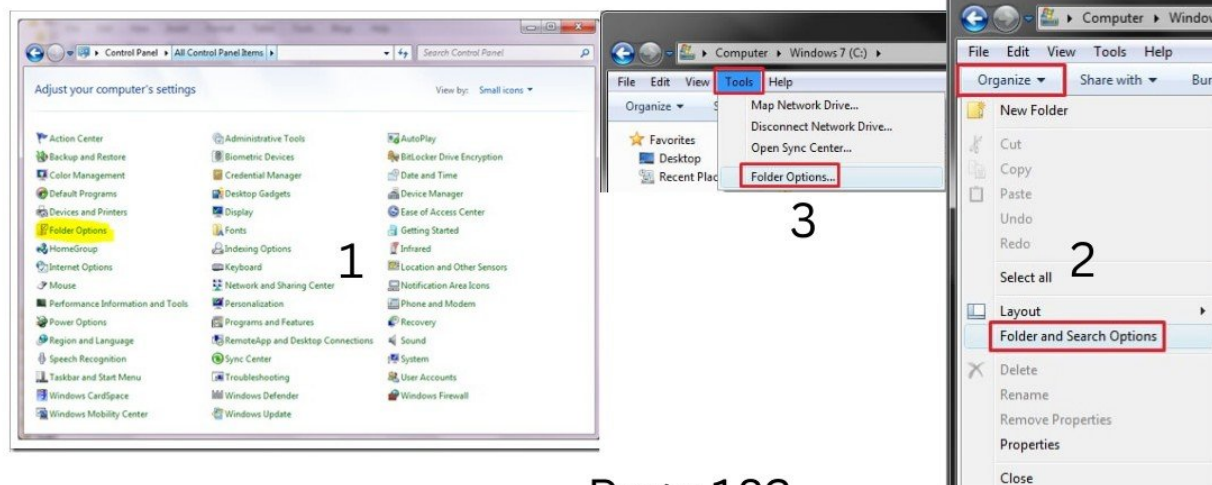 Control Panel ▸ All Control Panel Items ▸
Search Control Panel
Adjust your computer's settings
View by: Small icons
Action Center
Administrative Tools
AutoPlay
Backup and Restore
Biometric Devices
BitLocker Drive Encryption
Color Management
Credential Manager
Date and Time
Default Programs
Desktop Gadgets
Device Manager
Devices and Printers
Display
Ease of Access Center
Folder Options
Fonts
Getting Started
HomeGroup
Indexing Options
Infrared
Internet Options
Keyboard
Location and Other Sensors
Mouse
Network and Sharing Center
Notification Area Icons
Performance Information and Tools
Personalization
Phone and Modem
Power Options
Programs and Features
Recovery
Region and Language
RemoteApp and Desktop Connections
Sound
Speech Recognition
Sync Center
System
Taskbar and Start Menu
Troubleshooting
User Accounts
Windows CardSpace
Windows Defender
Windows Firewall
Windows Mobility Center
Windows Update
1
Computer ▸ Windows 7 (C:) ▸
File Edit View Tools Help
Organize
Map Network Drive...
Disconnect Network Drive...
Open Sync Center...
Folder Options...
Favorites
Desktop
Recent Plac
3
Computer ▸ Window
File Edit View Tools Help
Organize Share with Bur
New Folder
Cut
Copy
Paste
Undo
Redo
Select all
2
Layout
Folder and Search Options
Delete
Rename
Remove Properties
Properties
Close